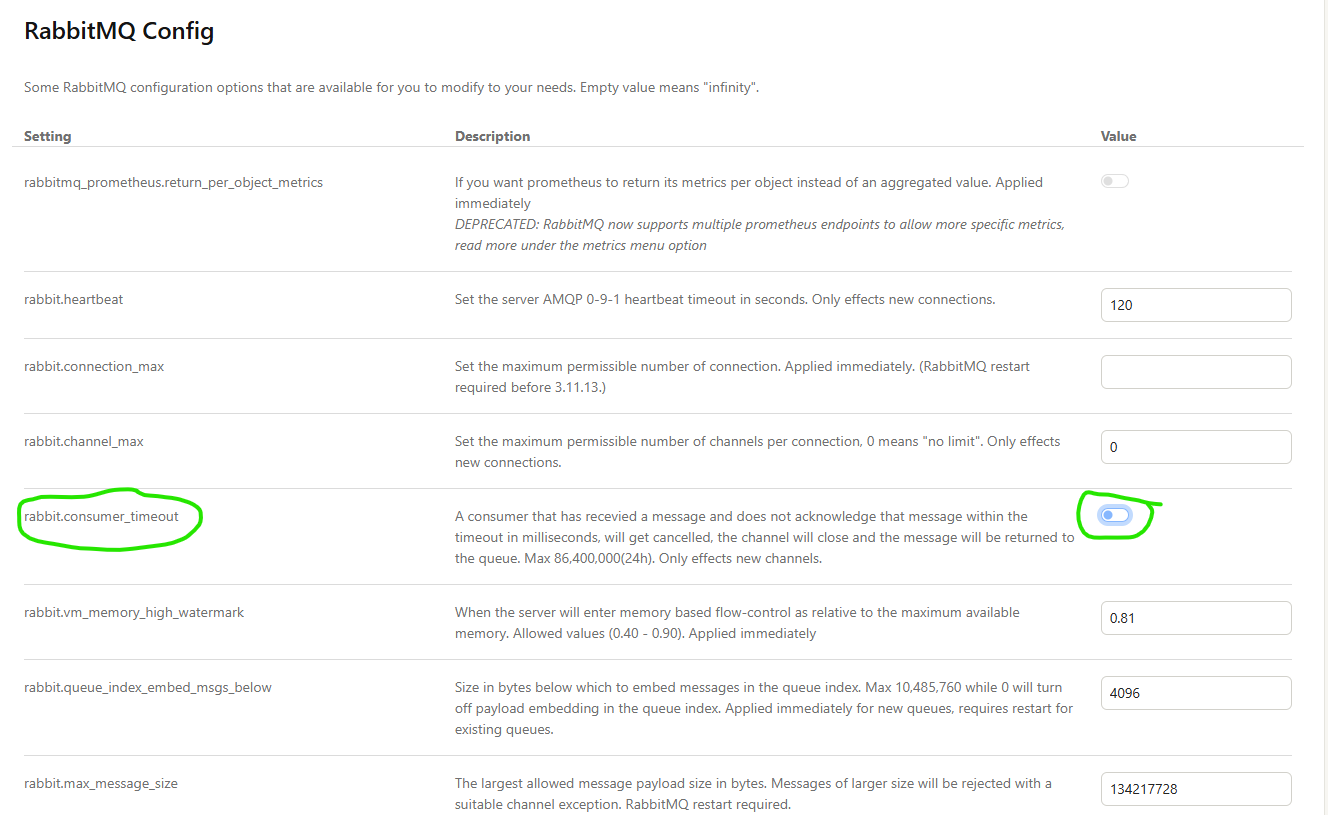 RabbitMQ Config
Some RabbitMQ configuration options that are available for you to modify to your needs. Empty value means "infinity".
Setting Description Value
rabbitmq_prometheus.return_per_object_metrics
If you want prometheus to return its metrics per object instead of an aggregated value. Applied
immediately
DEPRECATED: RabbitMQ now supports multiple prometheus endpoints to allow more specific metrics,
read more under the metrics menu option
rabbit.heartbeat
Set the server AMQP 0-9-1 heartbeat timeout in seconds. Only effects new connections.
120
rabbit.connection_max
Set the maximum permissible number of connection. Applied immediately. (RabbitMQ restart
required before 3.11.13.)
rabbit.channel_max
Set the maximum permissible number of channels per connection, 0 means "no limit". Only effects
new connections.
0
rabbit.consumer_timeout
A consumer that has recevied a message and does not acknowledge that message within the
timeout in milliseconds, will get cancelled, the channel will close and the message will be returned to
the queue. Max 86,400,000(24h). Only effects new channels.
rabbit.vm_memory_high_watermark
When the server will enter memory based flow-control as relative to the maximum available
memory. Allowed values (0.40 - 0.90). Applied immediately
0.81
rabbit.queue_index_embed_msgs_below
Size in bytes below which to embed messages in the queue index. Max 10,485,760 while 0 will turn
off payload embedding in the queue index. Applied immediately for new queues, requires restart for
existing queues.
4096
rabbit.max_message_size
The largest allowed message payload size in bytes. Messages of larger size will be rejected with a
suitable channel exception. RabbitMQ restart required.
134217728